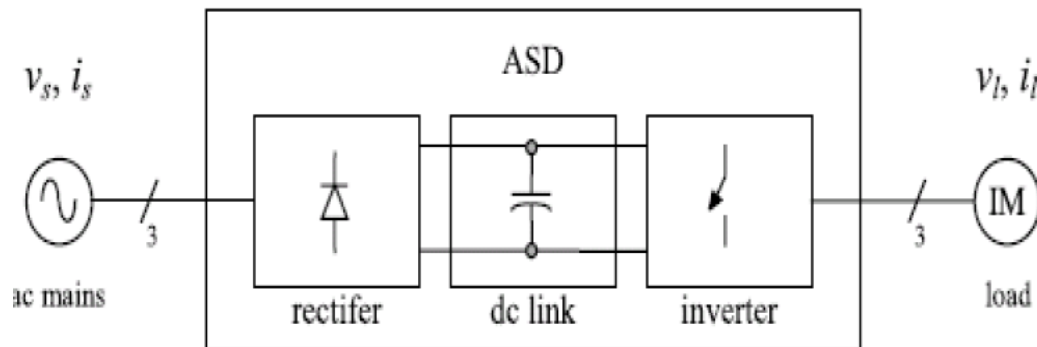 ASD
vs, is
vl, il
IM
3
3
ac mains
rectifer
dc link
inverter
load